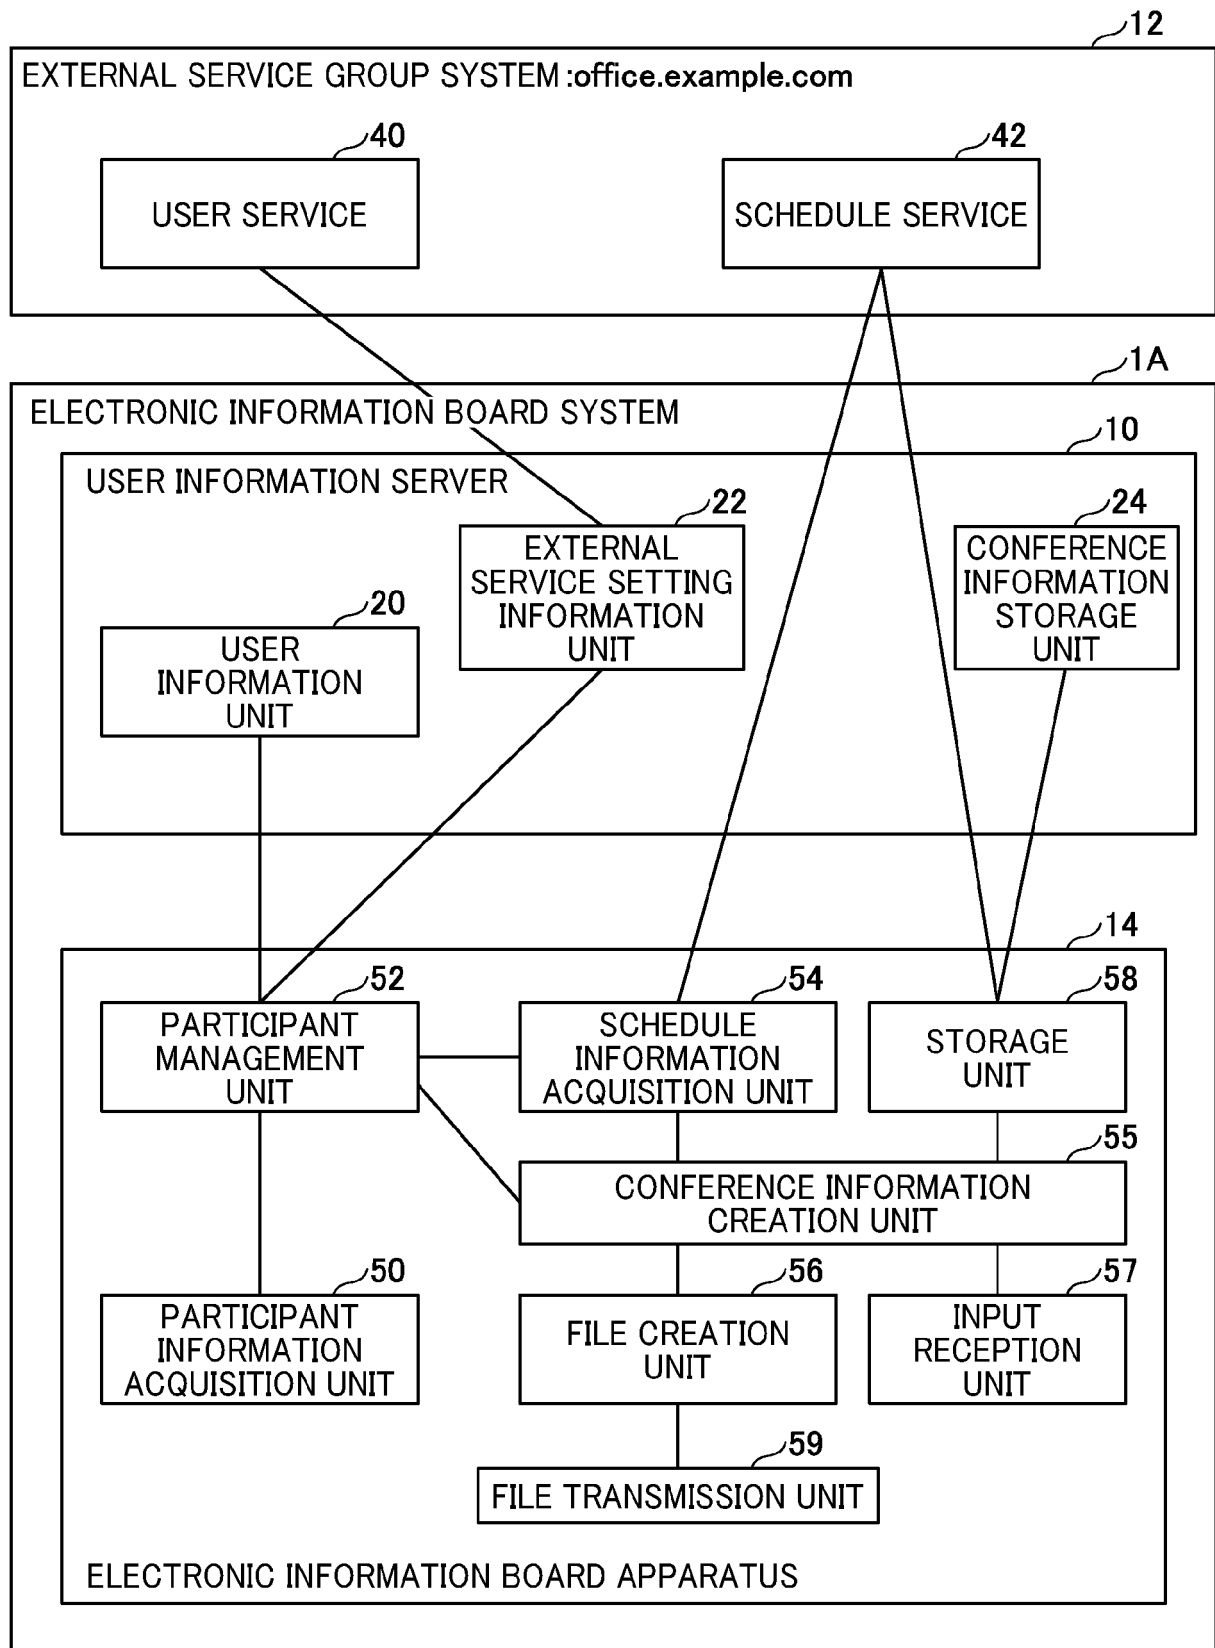 12
EXTERNAL SERVICE GROUP SYSTEM :office.example.com
40
USER SERVICE
42
SCHEDULE SERVICE
1A
ELECTRONIC INFORMATION BOARD SYSTEM
10
USER INFORMATION SERVER
22
EXTERNAL
SERVICE SETTING
INFORMATION
UNIT
24
CONFERENCE
INFORMATION
STORAGE
UNIT
20
USER
INFORMATION
UNIT
14
52
PARTICIPANT
MANAGEMENT
UNIT
54
SCHEDULE
INFORMATION
ACQUISITION UNIT
58
STORAGE
UNIT
55
CONFERENCE INFORMATION
CREATION UNIT
50
PARTICIPANT
INFORMATION
ACQUISITION UNIT
56
FILE CREATION
UNIT
57
INPUT
RECEPTION
UNIT
59
FILE TRANSMISSION UNIT
ELECTRONIC INFORMATION BOARD APPARATUS